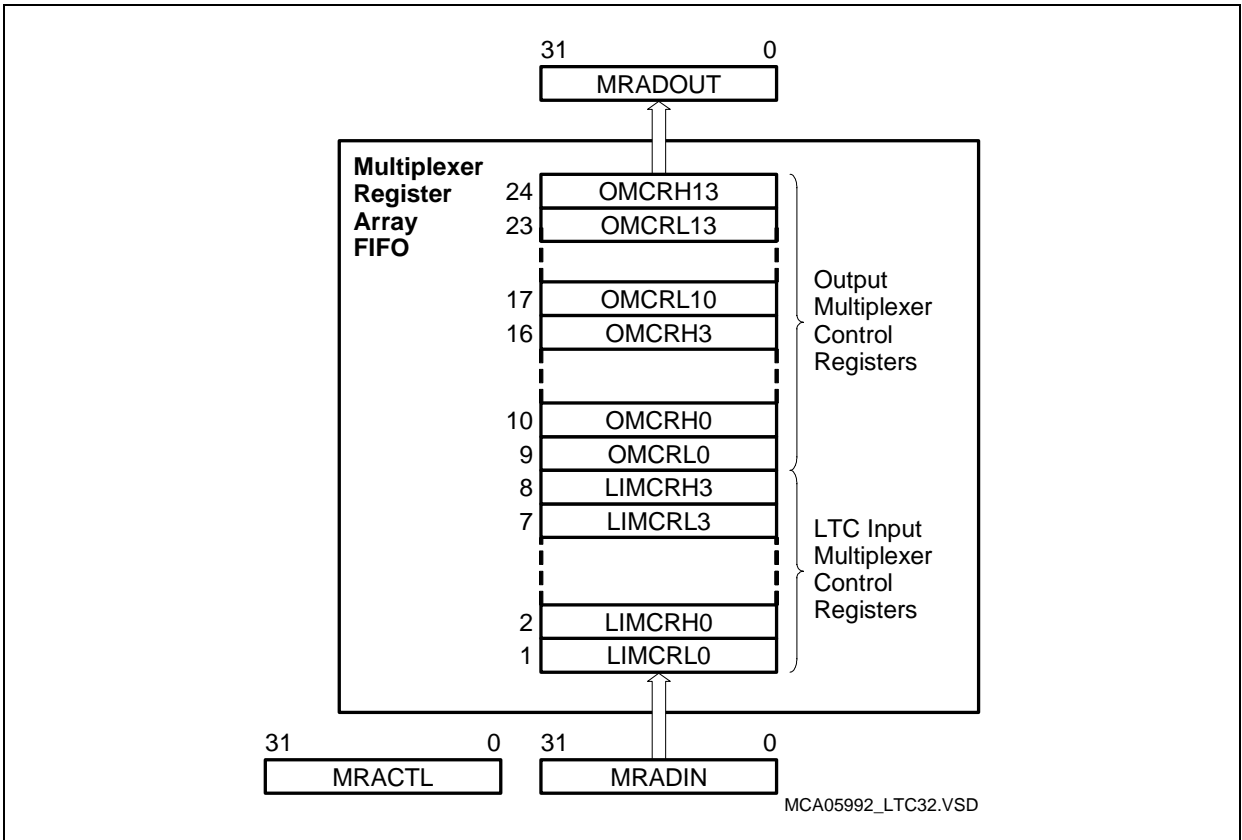 31 0
MRADOUT
Multiplexer
Register
Array
FIFO
24 OMCRH13
23 OMCRL13
17 OMCRL10
16 OMCRH3
10 OMCRH0
9 OMCRL0
8 LIMCRH3
7 LIMCRL3
2 LIMCRH0
1 LIMCRL0
Output
Multiplexer
Control
Registers
LTC Input
Multiplexer
Control
Registers
31 0
MRACTL
31 0
MRADIN
MCA05992_LTC32.VSD